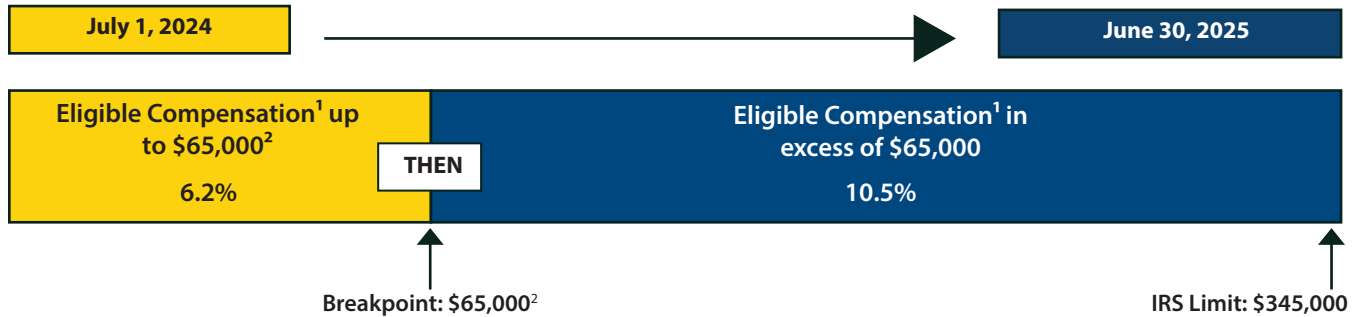 July 1, 2024
June 30, 2025
Eligible Compensation¹ up
to $65,000²
6.2%
THEN
Eligible Compensation¹ in
excess of $65,000
10.5%
Breakpoint: $65,000²
IRS Limit: $345,000